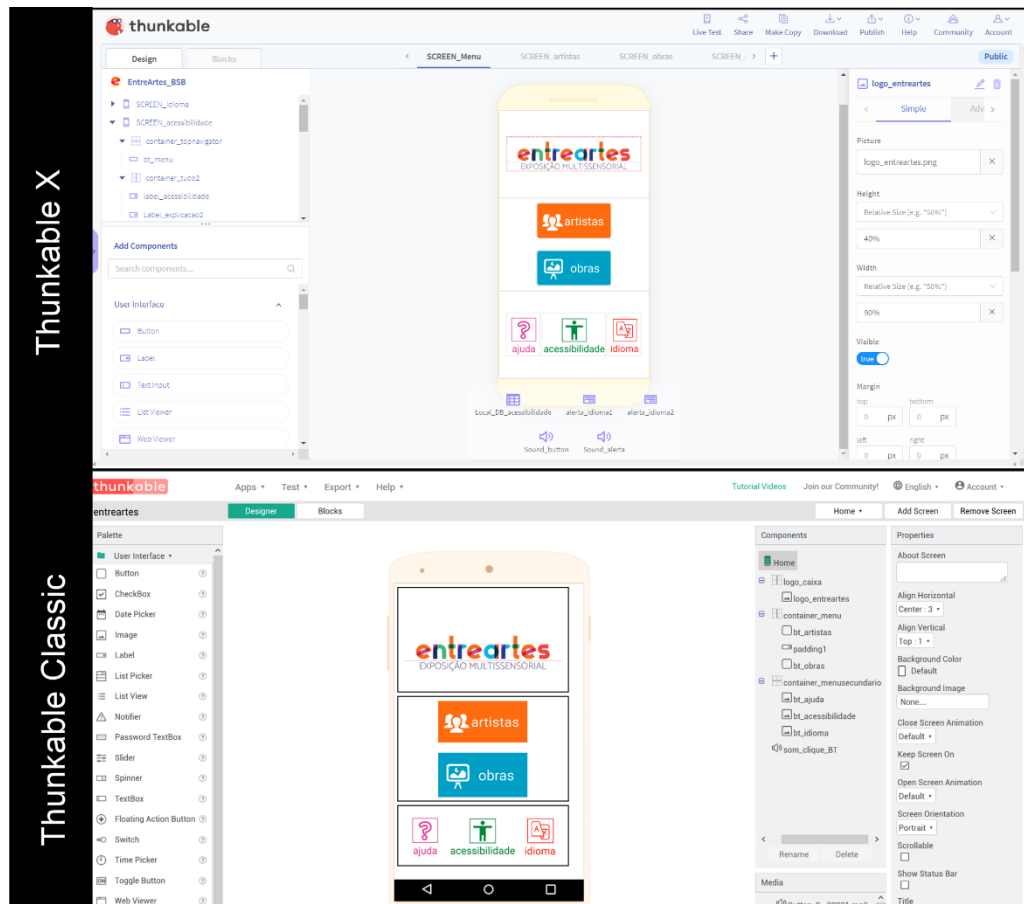 Thunkable X
thunkable
Live Test
Share
Make Copy
Download
Publish
Help
Community
Account
Design
Blocks
SCREEN_Menu
SCREEN_artistas
SCREEN_obras
SCREEN_
Public
EntreArtes_BSB
SCREEN_idioma
SCREEN_acessibilidade
container_topnavigator
bt_menu
container_tudo2
label_acessibilidade
Label_explicacao2
Add Components
Search components...
User Interface
Button
Label
Text Input
List Viewer
Web Viewer
entreartes
EXPOSIÇÃO MULTISSENSORIAL
artistas
obras
ajuda
acessibilidade
idioma
Local_DB_acessibilidade
alerta_idioma1
alerta_idioma2
Sound_button
Sound_alerta
logo_entreartes
Simple
Adv
Picture
logo_entreartes.png
Height
Relative Size (e.g. "50%")
40%
Width
Relative Size (e.g. "50%")
90%
Visible
true
Margin
top
bottom
0 px
0 px
left
right
0 px
0 px
Thunkable Classic
thunkable
Apps
Test
Export
Help
Tutorial Videos
Join our Community!
English
Account
entreartes
Designer
Blocks
Home
Add Screen
Remove Screen
Palette
User Interface
Button
CheckBox
Date Picker
Image
Label
List Picker
List View
Notifier
Password TextBox
Slider
Spinner
TextBox
Floating Action Button
Switch
Time Picker
Toggle Button
Web Viewer
entreartes
EXPOSIÇÃO MULTISSENSORIAL
artistas
obras
ajuda
acessibilidade
idioma
Components
Home
logo_caixa
logo_entreartes
container_menu
bt_artistas
padding1
bt_obras
container_menusecundario
bt_ajuda
bt_acessibilidade
bt_idioma
som_clique_BT
Rename
Delete
Media
Properties
About Screen
Align Horizontal
Center : 3
Align Vertical
Top : 1
Background Color
Default
Background Image
None...
Close Screen Animation
Default
Keep Screen On
Open Screen Animation
Default
Screen Orientation
Portrait
Scrollable
Show Status Bar
Title